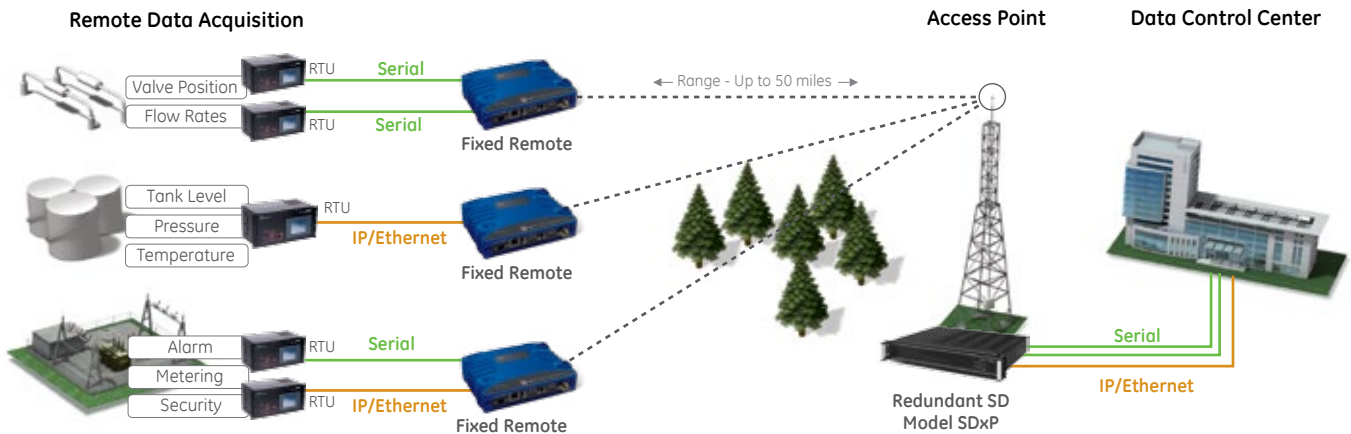 Remote Data Acquisition
Access Point
Data Control Center
Valve Position
Flow Rates
RTU
RTU
Serial
Serial
Fixed Remote
Range - Up to 50 miles
Tank Level
Pressure
Temperature
RTU
IP/Ethernet
Fixed Remote
Alarm
Metering
Security
RTU
RTU
Serial
IP/Ethernet
Fixed Remote
Serial
IP/Ethernet
Redundant SD
Model SDxP